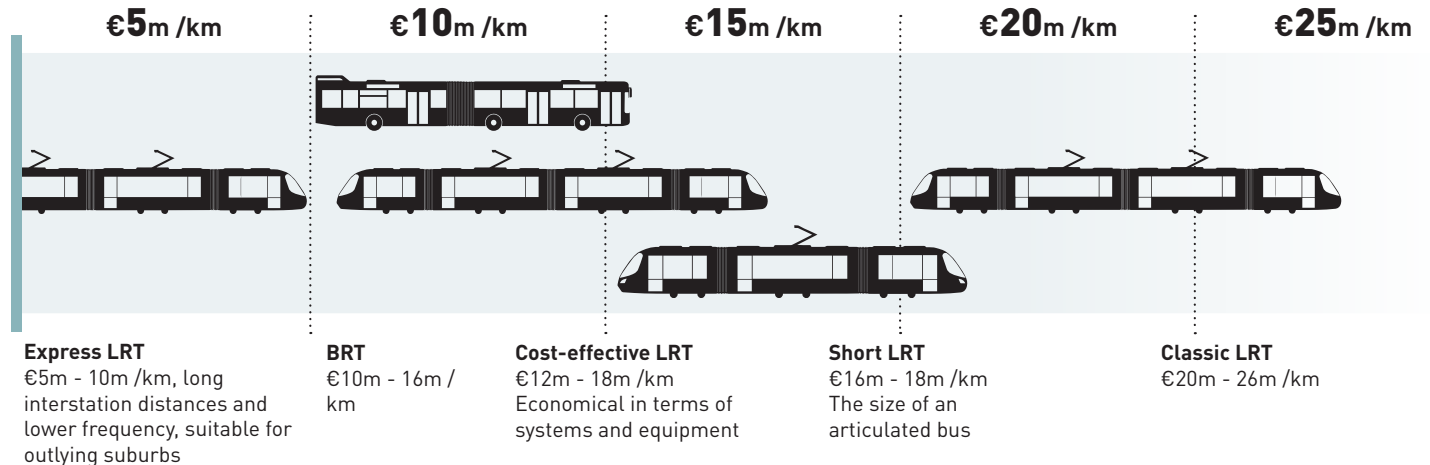 €5m /km
€10m /km
€15m /km
€20m /km
€25m /km
Express LRT
€5m - 10m /km, long
interstation distances and
lower frequency, suitable for
outlying suburbs
BRT
€10m - 16m /
km
Cost-effective LRT
€12m - 18m /km
Economical in terms of
systems and equipment
Short LRT
€16m - 18m /km
The size of an
articulated bus
Classic LRT
€20m - 26m /km